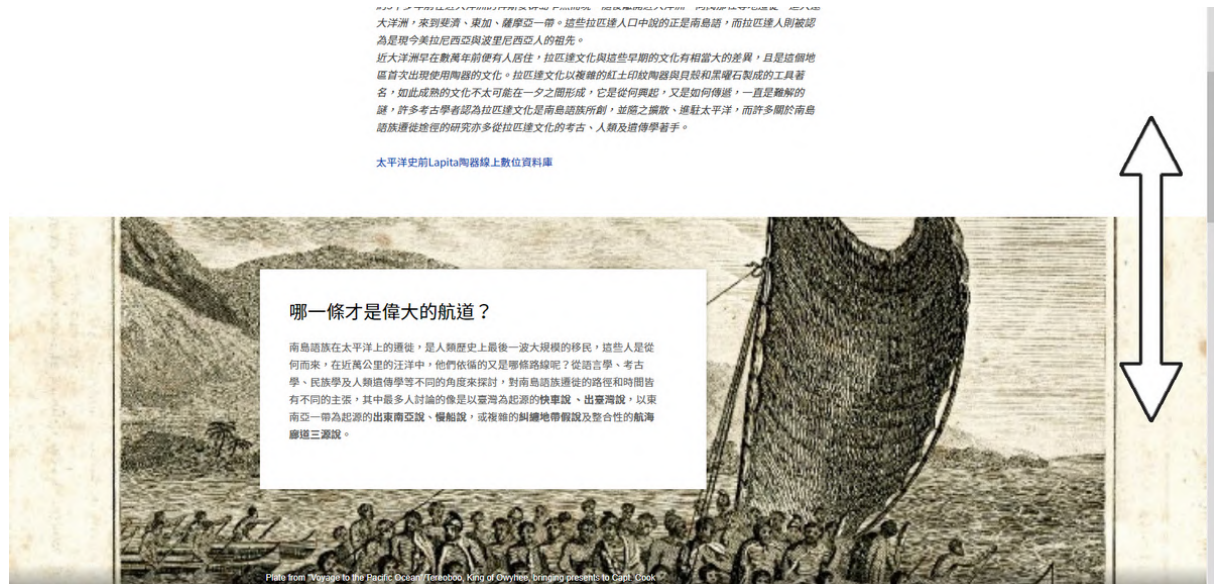 大洋洲，來到斐濟、東加、薩摩亞一帶。這些拉匹達人口中說的正是南島語，而拉匹達人則被認
為是現今美拉尼西亞與波里尼西亞人的祖先。
近大洋洲早在數萬年前便有人居住，拉匹達文化與這些早期的文化有相當大的差異，且是這個地
區首次出現使用陶器的文化。拉匹達文化以複雜的紅土印紋陶器與貝殼和黑曜石製成的工具著
名，如此成熟的文化不太可能在一夕之間形成，它是從何興起，又是如何傳遞，一直是難解的
謎，許多考古學者認為拉匹達文化是南島語族所創，並隨之擴散、進駐太平洋，而許多關於南島
語族遷徙途徑的研究亦多從拉匹達文化的考古、人類及遺傳學著手。
太平洋史前Lapita陶器線上數位資料庫
哪一條才是偉大的航道？
南島語族在太平洋上的遷徙，是人類歷史上最後一波大規模的移民，這些人是從
何而來，在近萬公里的汪洋中，他們依循的又是哪條路線呢？從語言學、考古
學、民族學及人類遺傳學等不同的角度來探討，對南島語族遷徙的路徑和時間皆
有不同的主張，其中最多人討論的像是以臺灣為起源的快車說 、出臺灣說，以東
南亞一帶為起源的出東南亞說、慢船說，或複雜的糾纏地帶假說及整合性的航海
廊道三源說。
Plate from "Voyage to the Pacific Ocean"/Tereoboo, King of Owyhee, bringing presents to Capt. Cook